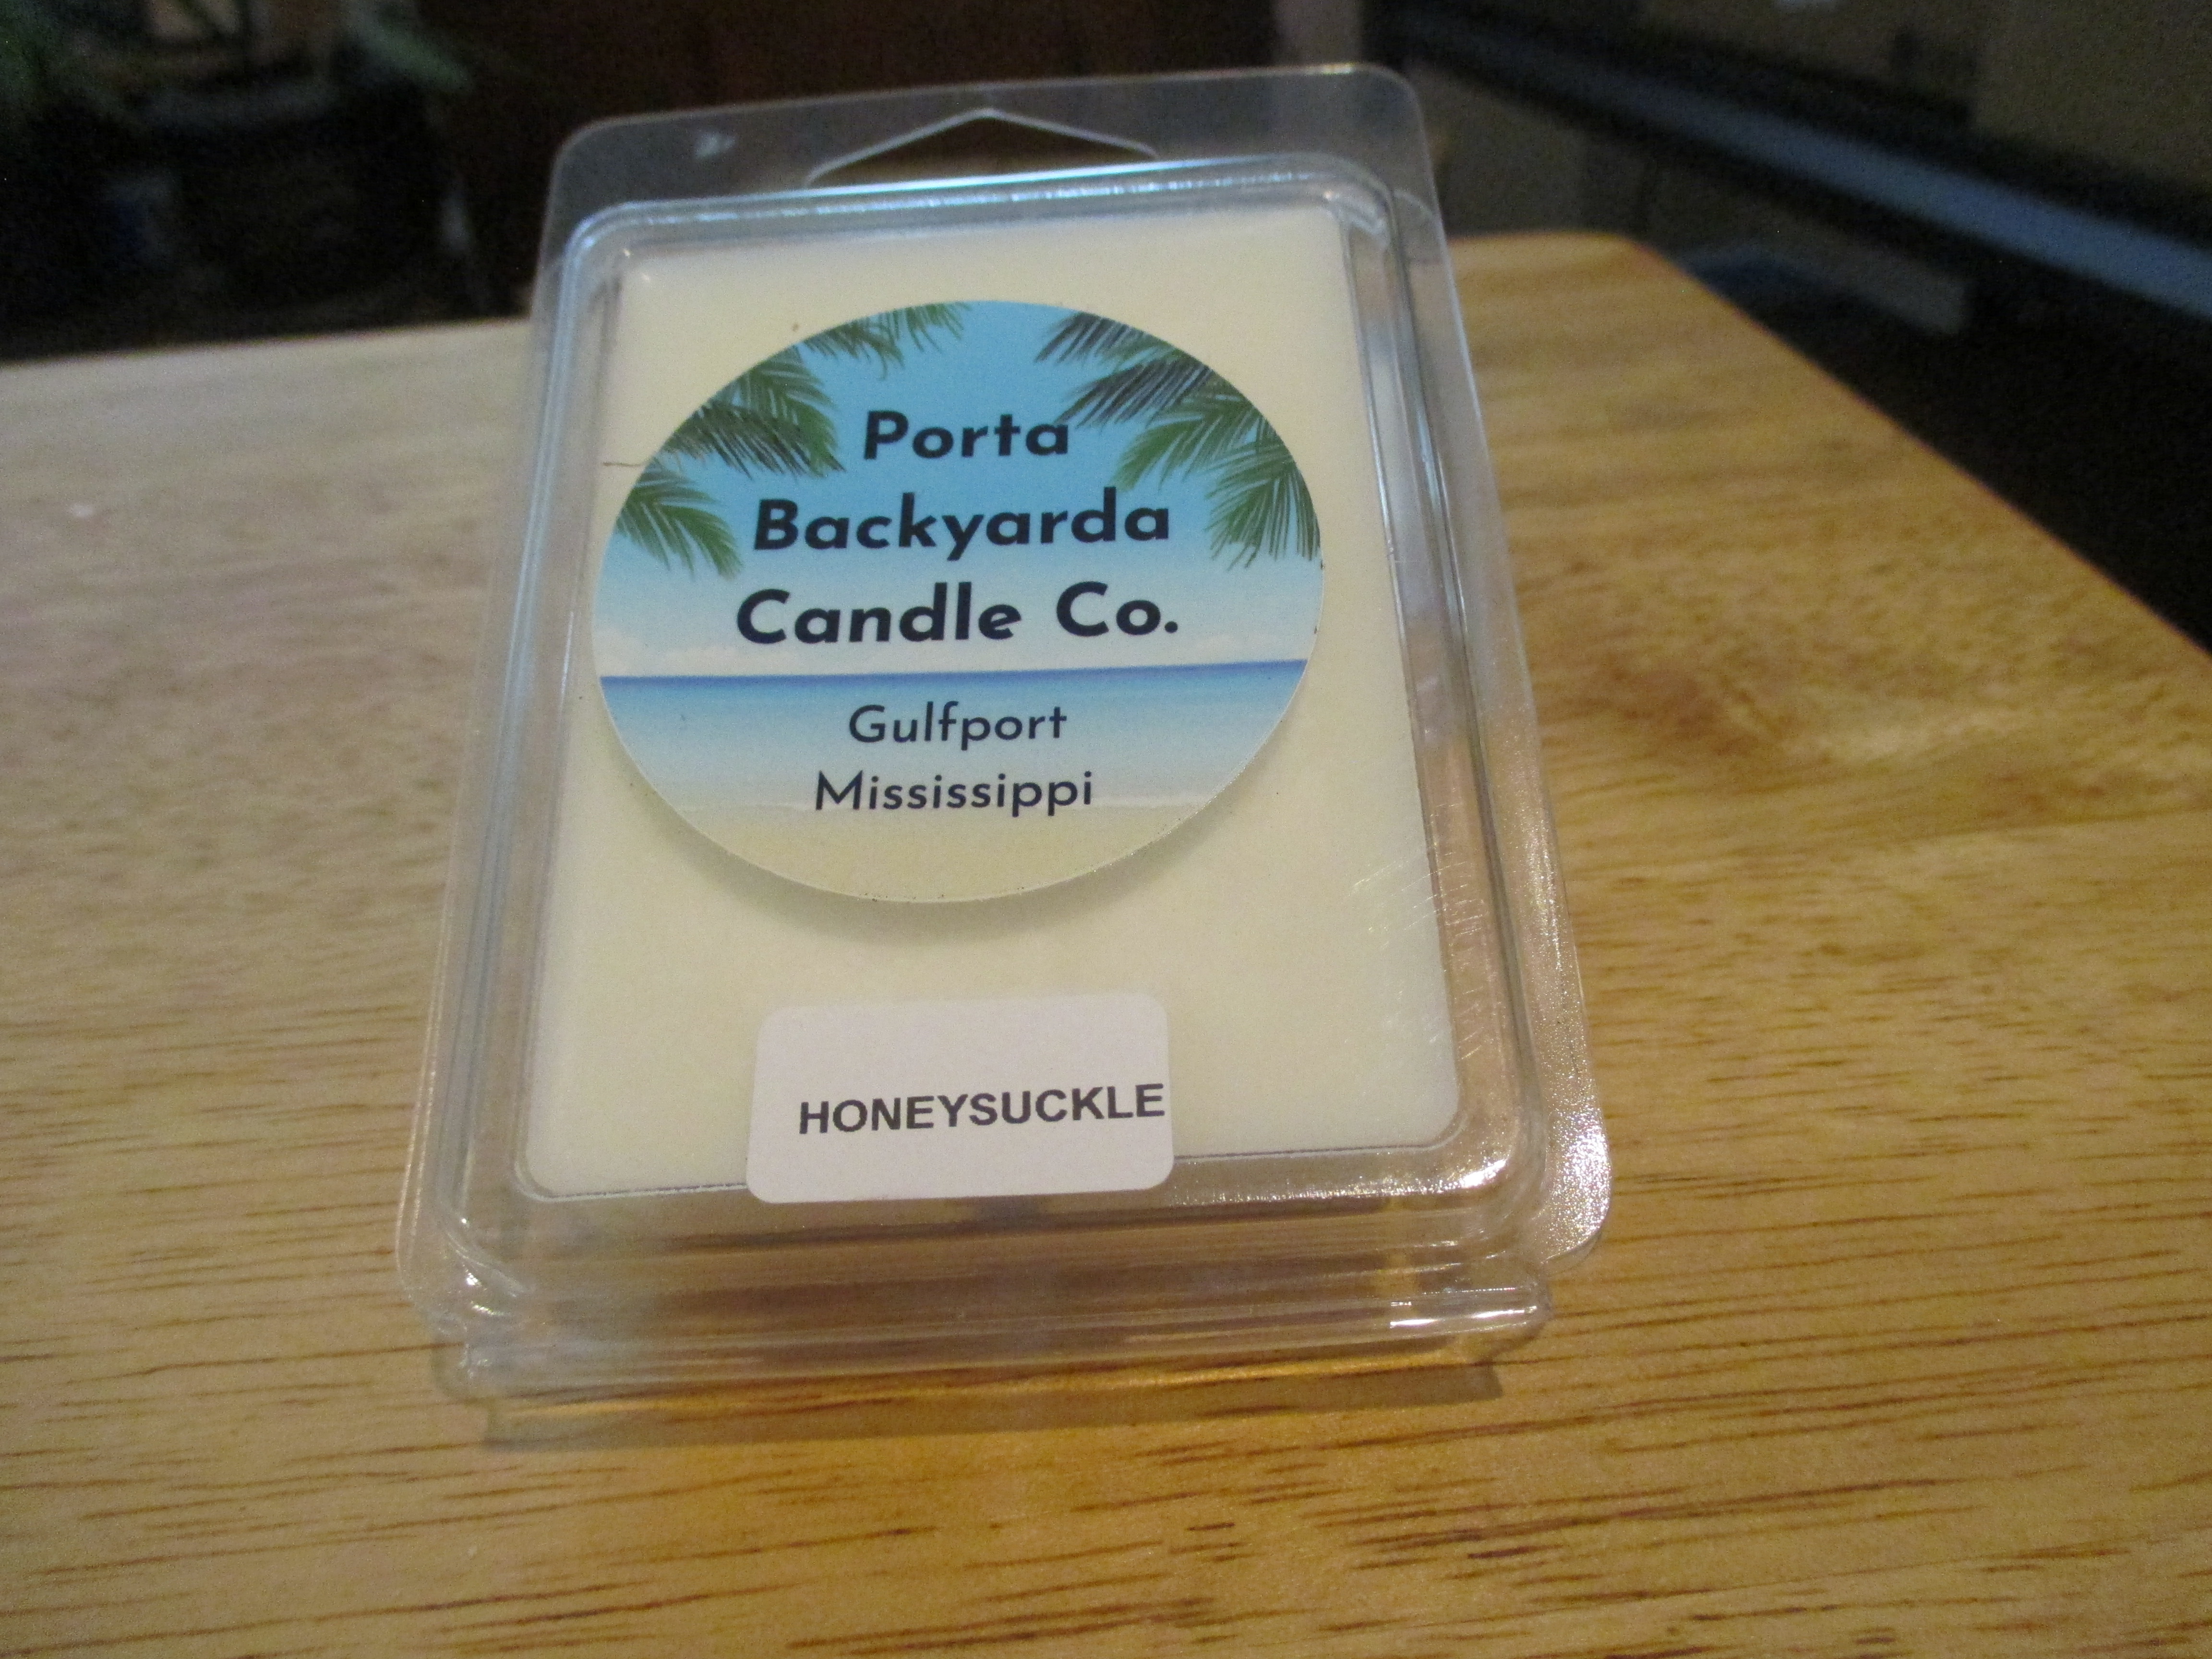 Porta
Backyarda
Candle Co.
Gulfport
Mississippi
HONEYSUCKLE